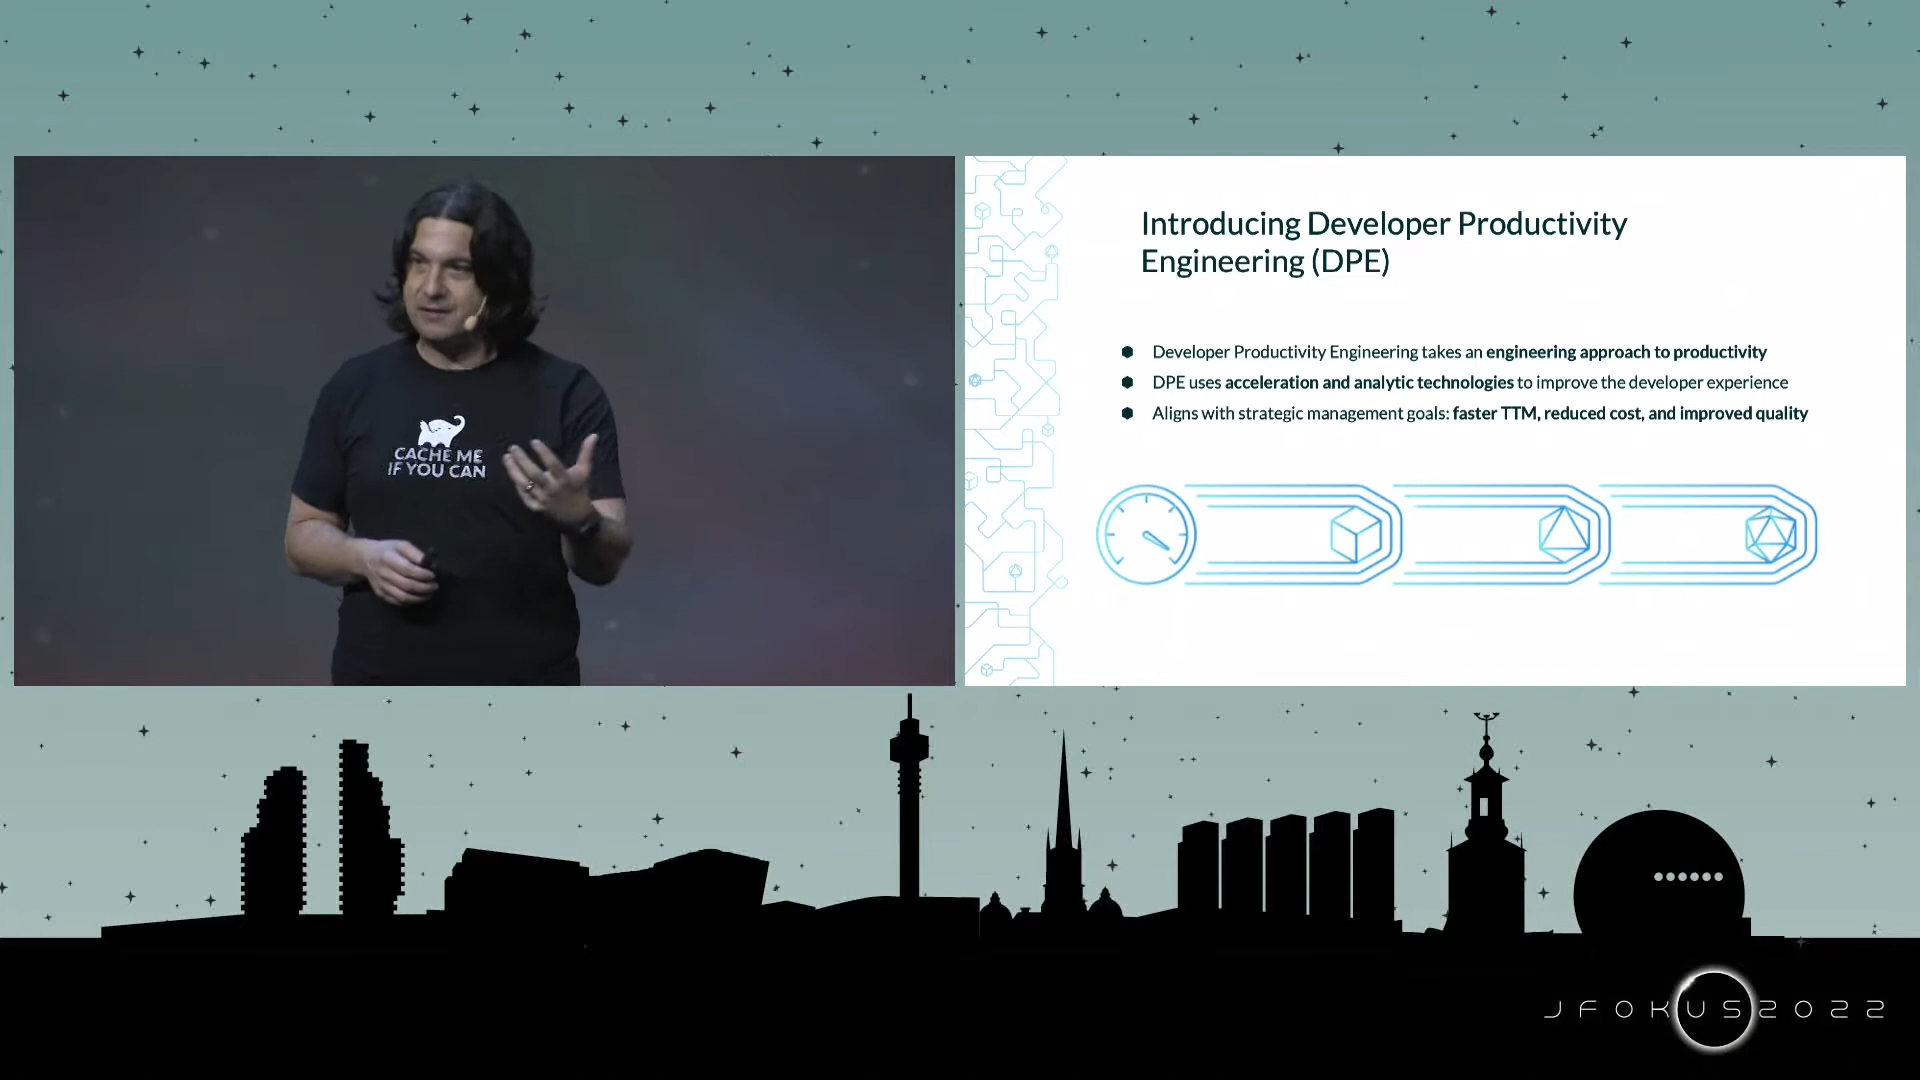 Introducing Developer Productivity
Engineering (DPE)
Developer Productivity Engineering takes an engineering approach to productivity
DPE uses acceleration and analytic technologies to improve the developer experience
Aligns with strategic management goals: faster TTM, reduced cost, and improved quality
CACHE ME
IF YOU CAN
JFOKUS2022